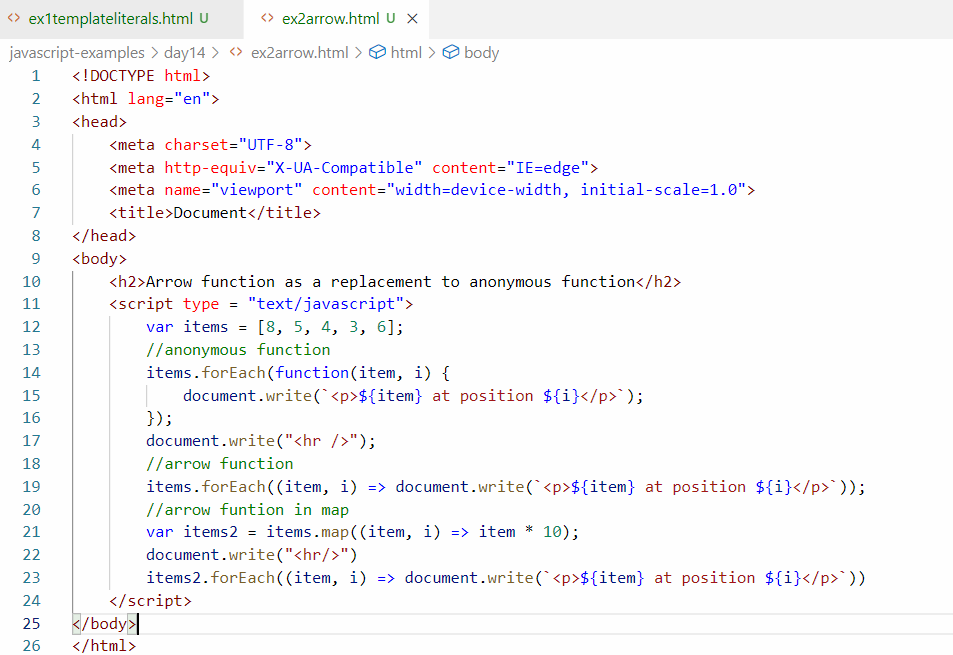 ex1templateliterals.html U ex2arrow.html U
javascript-examples > day14 > ex2arrow.html > html > body
1 <!DOCTYPE html>
2 <html lang="en">
3 <head>
4     <meta charset="UTF-8">
5     <meta http-equiv="X-UA-Compatible" content="IE=edge">
6     <meta name="viewport" content="width=device-width, initial-scale=1.0">
7     <title>Document</title>
8 </head>
9 <body>
10     <h2>Arrow function as a replacement to anonymous function</h2>
11     <script type = "text/javascript">
12         var items = [8, 5, 4, 3, 6];
13         //anonymous function
14         items.forEach(function(item, i) {
15             document.write(`<p>${item} at position ${i}</p>`);
16         });
17         document.write("<hr />");
18         //arrow function
19         items.forEach((item, i) => document.write(`<p>${item} at position ${i}</p>`));
20         //arrow funtion in map
21         var items2 = items.map((item, i) => item * 10);
22         document.write("<hr/>")
23         items2.forEach((item, i) => document.write(`<p>${item} at position ${i}</p>`))
24     </script>
25 </body>
26 </html>